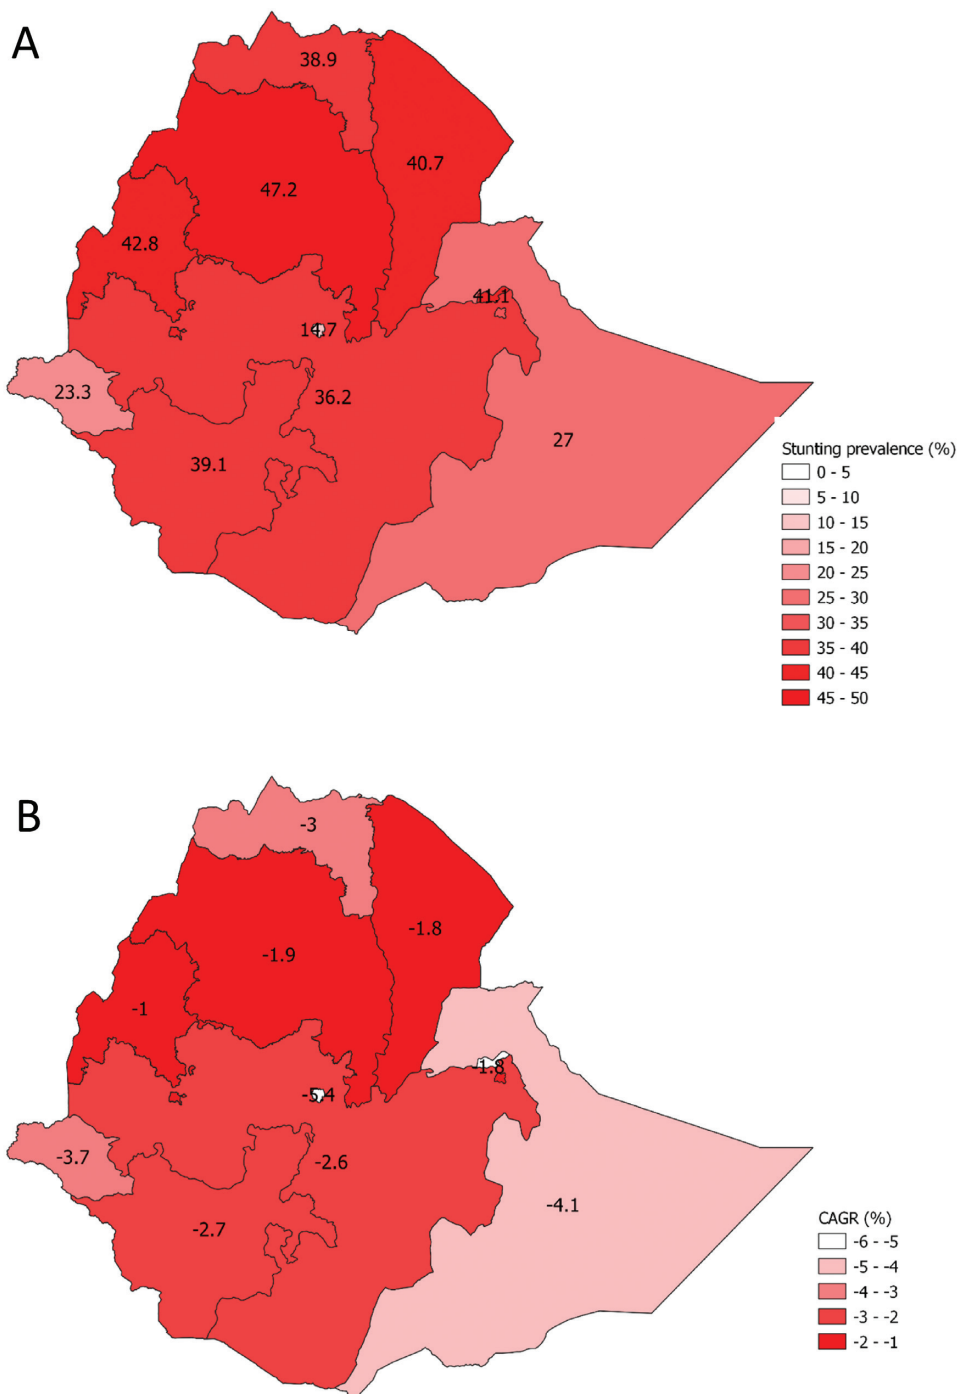 A
38.9
40.7
47.2
42.8
41.1
14.7
23.3
36.2
27
39.1
Stunting prevalence (%)
0 - 5
5 - 10
10 - 15
15 - 20
20 - 25
25 - 30
30 - 35
35 - 40
40 - 45
45 - 50
B
-3
-1.8
-1.9
-1
-1.8
-5.4
-3.7
-2.6
-4.1
-2.7
CAGR (%)
-6 - -5
-5 - -4
-4 - -3
-3 - -2
-2 - -1